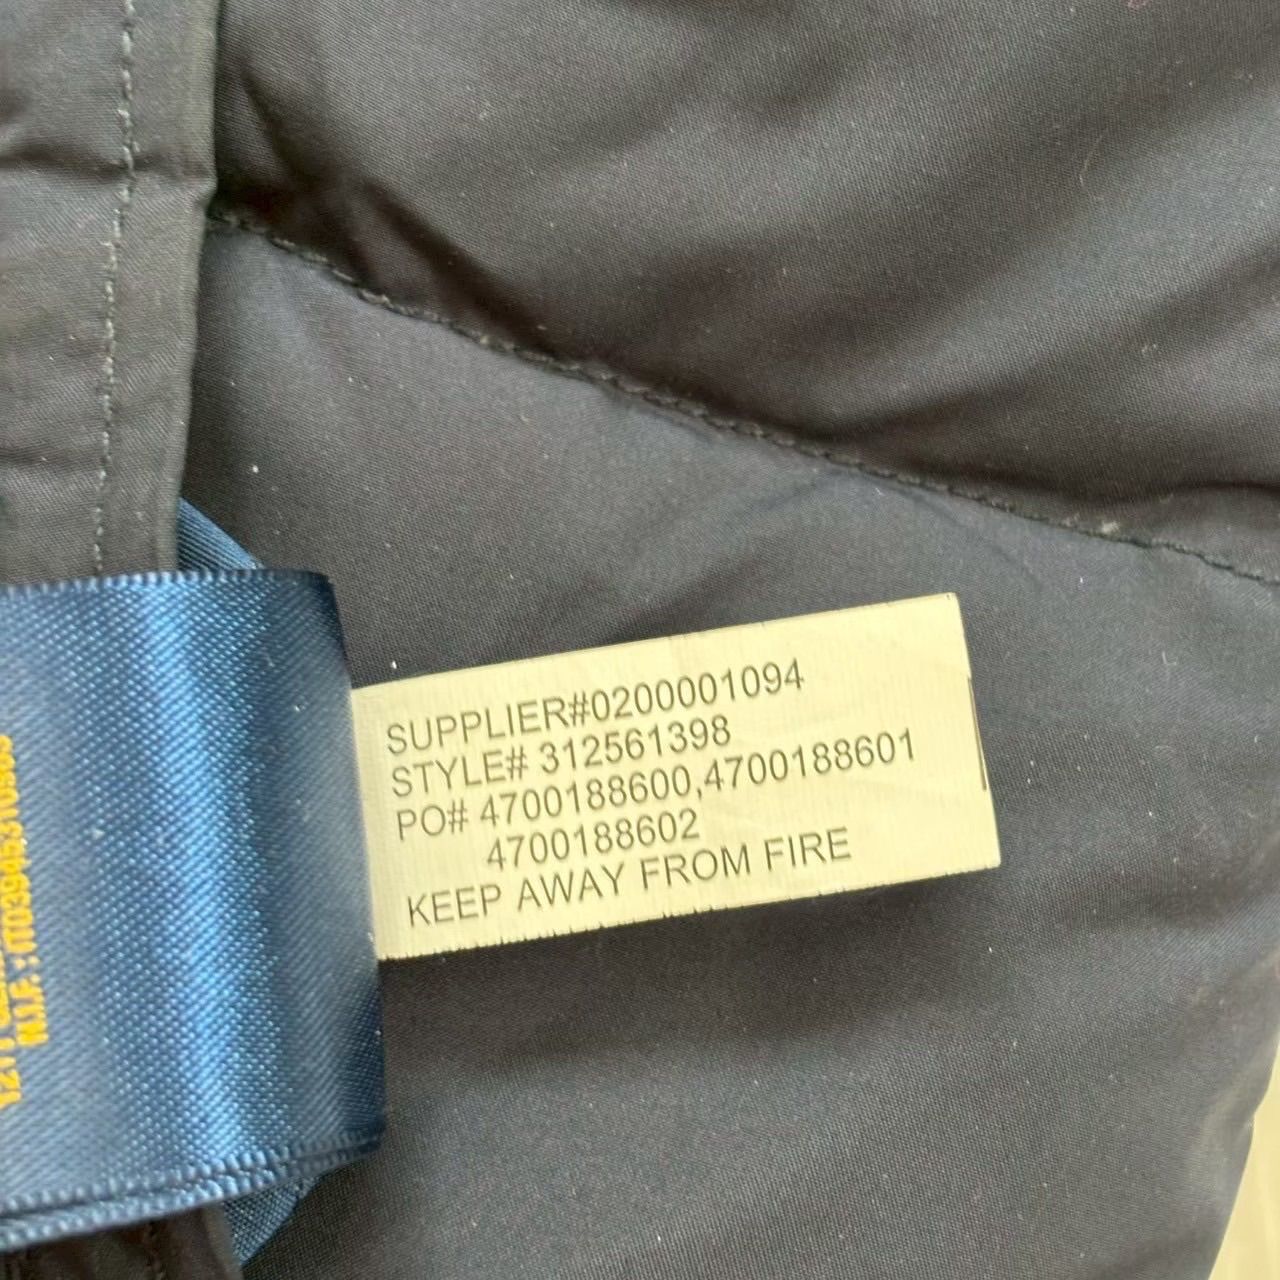 SUPPLIER#0200001094
STYLE# 312561398
PO# 4700188600,4700188601
4700188602
KEEP AWAY FROM FIRE
N.I.F.: